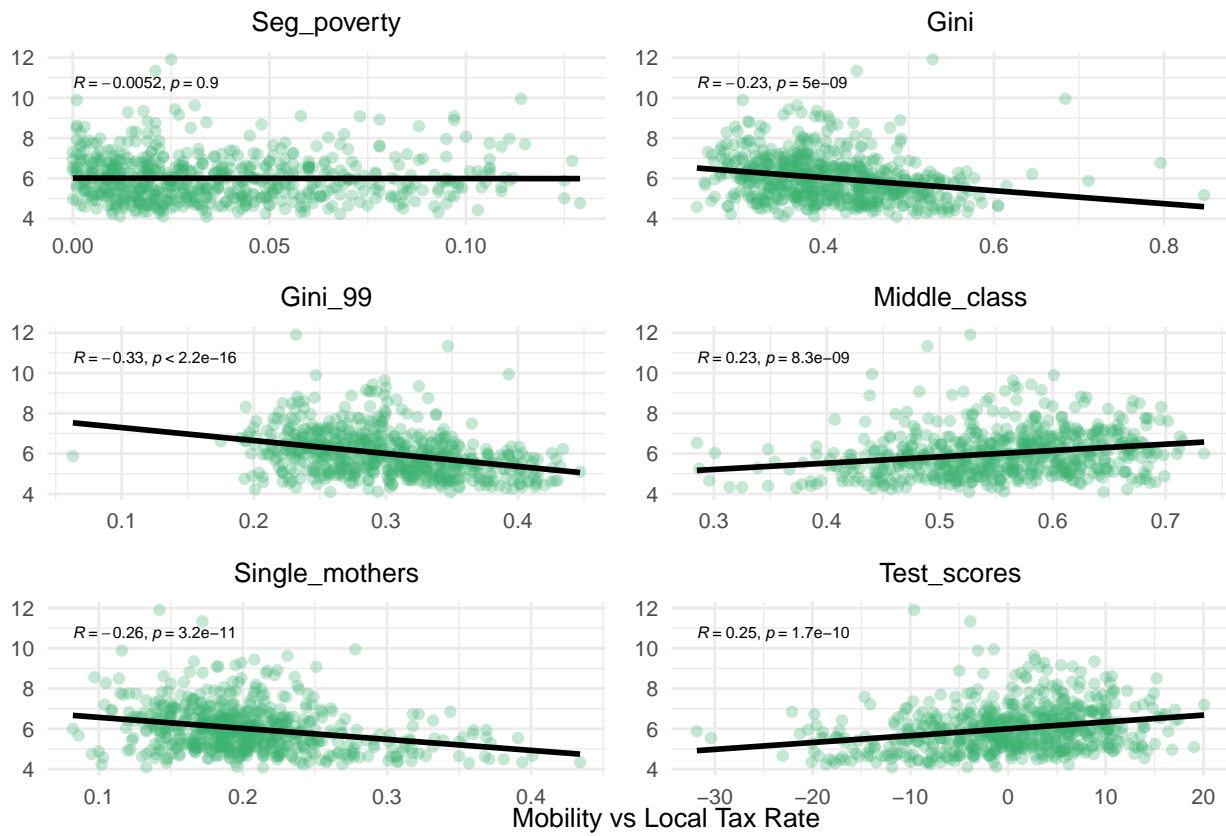 Seg_poverty
12
10
8
6
4
R = −0.0052, p = 0.9
0.00 0.05 0.10
Gini
12
10
8
6
4
R = −0.23, p = 5e−09
0.4 0.6 0.8
Gini_99
12
10
8
6
4
R = −0.33, p < 2.2e−16
0.1 0.2 0.3 0.4
Middle_class
12
10
8
6
4
R = 0.23, p = 8.3e−09
0.3 0.4 0.5 0.6 0.7
Single_mothers
12
10
8
6
4
R = −0.26, p = 3.2e−11
0.1 0.2 0.3 0.4
Test_scores
12
10
8
6
4
R = 0.25, p = 1.7e−10
−30 −20 −10 0 10 20
Mobility vs Local Tax Rate